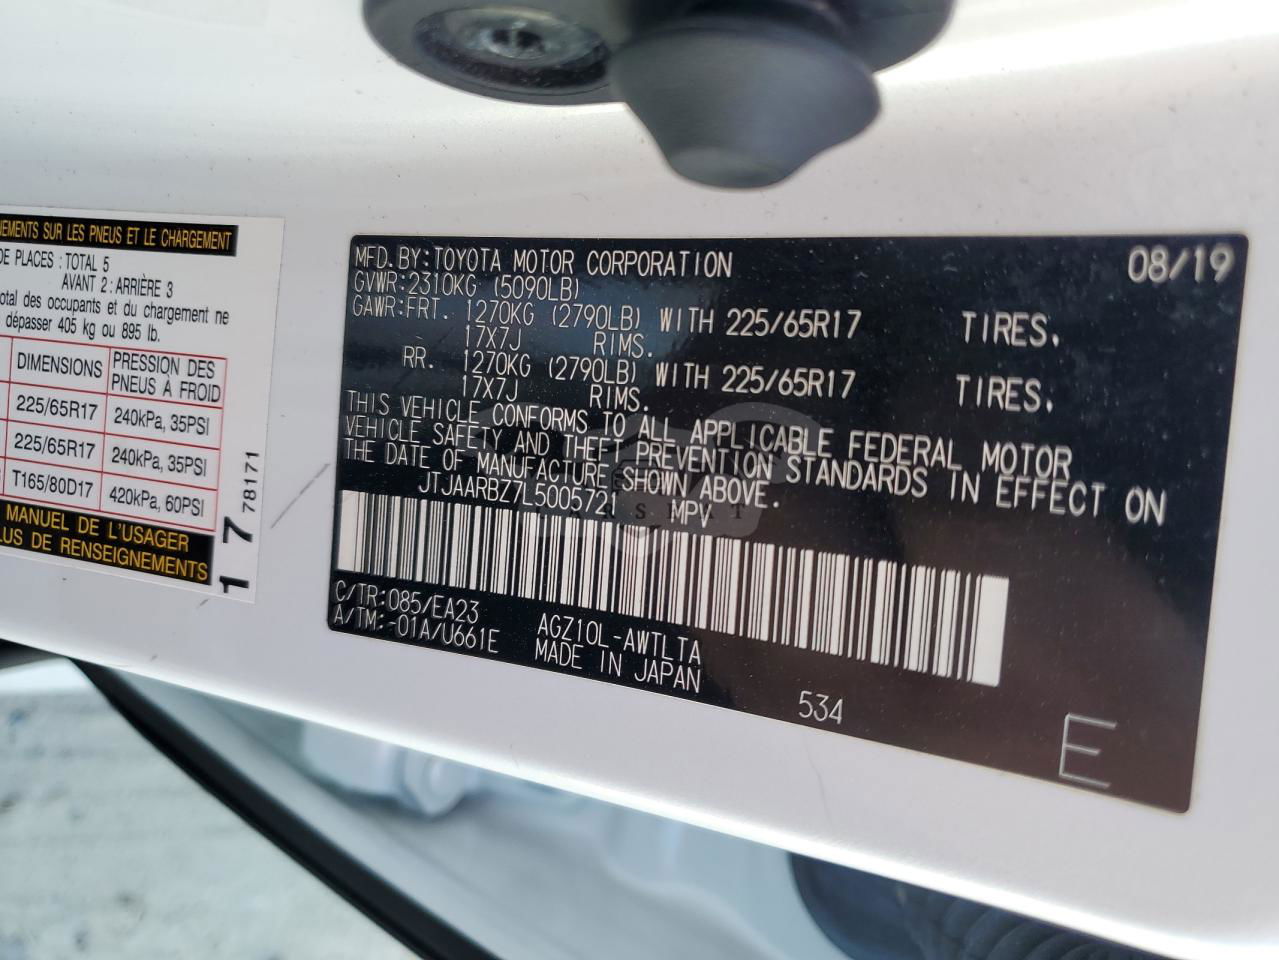 NEMENTS SUR LES PNEUS ET LE CHARGEMENT
DE PLACES : TOTAL 5
AVANT 2 : ARRIÈRE 3
total des occupants et du chargement ne
dépasser 405 kg ou 895 lb.
DIMENSIONS PRESSION DES PNEUS À FROID
225/65R17 240kPa, 35PSI
225/65R17 240kPa, 35PSI
T165/80D17 420kPa, 60PSI
MANUEL DE L'USAGER
LUS DE RENSEIGNEMENTS
17 78171
MFD. BY: TOYOTA MOTOR CORPORATION 08/19
GVWR: 2310KG (5090LB)
GAWR: FRT. 1270KG (2790LB) WITH 225/65R17 TIRES.
17X7J RIMS.
RR. 1270KG (2790LB) WITH 225/65R17 TIRES.
17X7J RIMS.
THIS VEHICLE CONFORMS TO ALL APPLICABLE FEDERAL MOTOR
VEHICLE SAFETY AND THEFT PREVENTION STANDARDS IN EFFECT ON
THE DATE OF MANUFACTURE SHOWN ABOVE.
JTJAARBZ7L5005721 MPV
C/TR: 085/EA23 AGZ10L-AWTLTA
A/TM: -01A/U661E MADE IN JAPAN
534
E